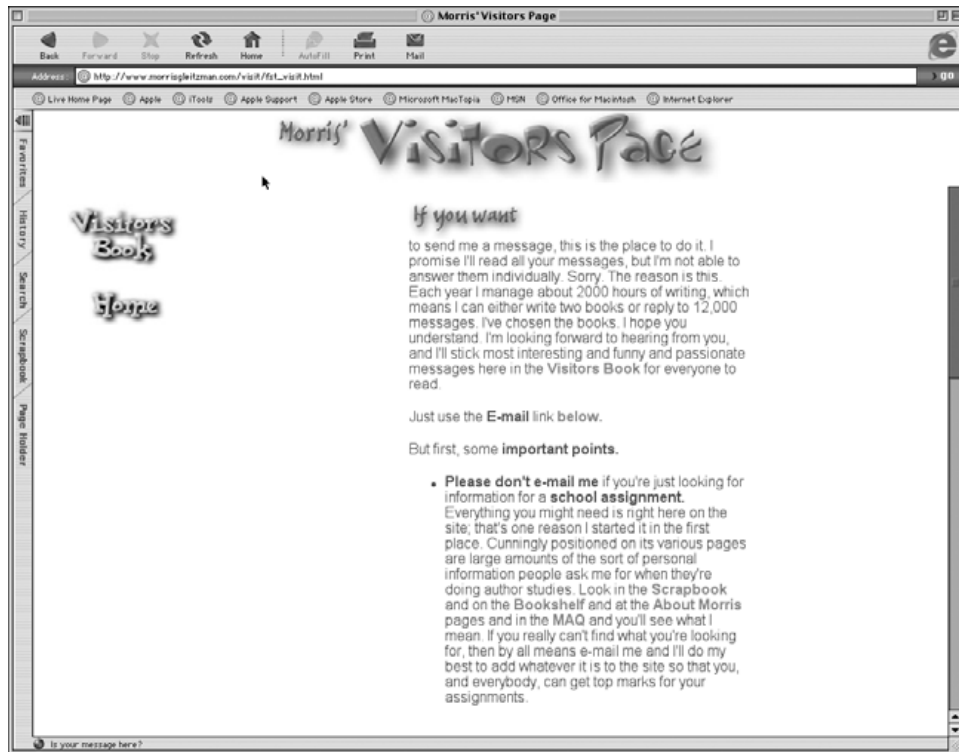 Morris' Visitors Page
Back Forward Stop Refresh Home AutoFill Print Mail
Address: http://www.morrisgleitzman.com/visit/fst_visit.html go
Live Home Page Apple iTools Apple Support Apple Store Microsoft MacTopia MSN Office for Macintosh Internet Explorer
Favorites
History
Search
Scrapbook
Page Holder
Morris' Visitors Page
Visitors
Book
Home
If you want
to send me a message, this is the place to do it. I
promise I'll read all your messages, but I'm not able to
answer them individually. Sorry. The reason is this.
Each year I manage about 2000 hours of writing, which
means I can either write two books or reply to 12,000
messages. I've chosen the books. I hope you
understand. I'm looking forward to hearing from you,
and I'll stick most interesting and funny and passionate
messages here in the Visitors Book for everyone to
read.
Just use the E-mail link below.
But first, some important points.
• Please don't e-mail me if you're just looking for
information for a school assignment.
Everything you might need is right here on the
site; that's one reason I started it in the first
place. Cunningly positioned on its various pages
are large amounts of the sort of personal
information people ask me for when they're
doing author studies. Look in the Scrapbook
and on the Bookshelf and at the About Morris
pages and in the MAQ and you'll see what I
mean. If you really can't find what you're looking
for, then by all means e-mail me and I'll do my
best to add whatever it is to the site so that you,
and everybody, can get top marks for your
assignments.
Is your message here?